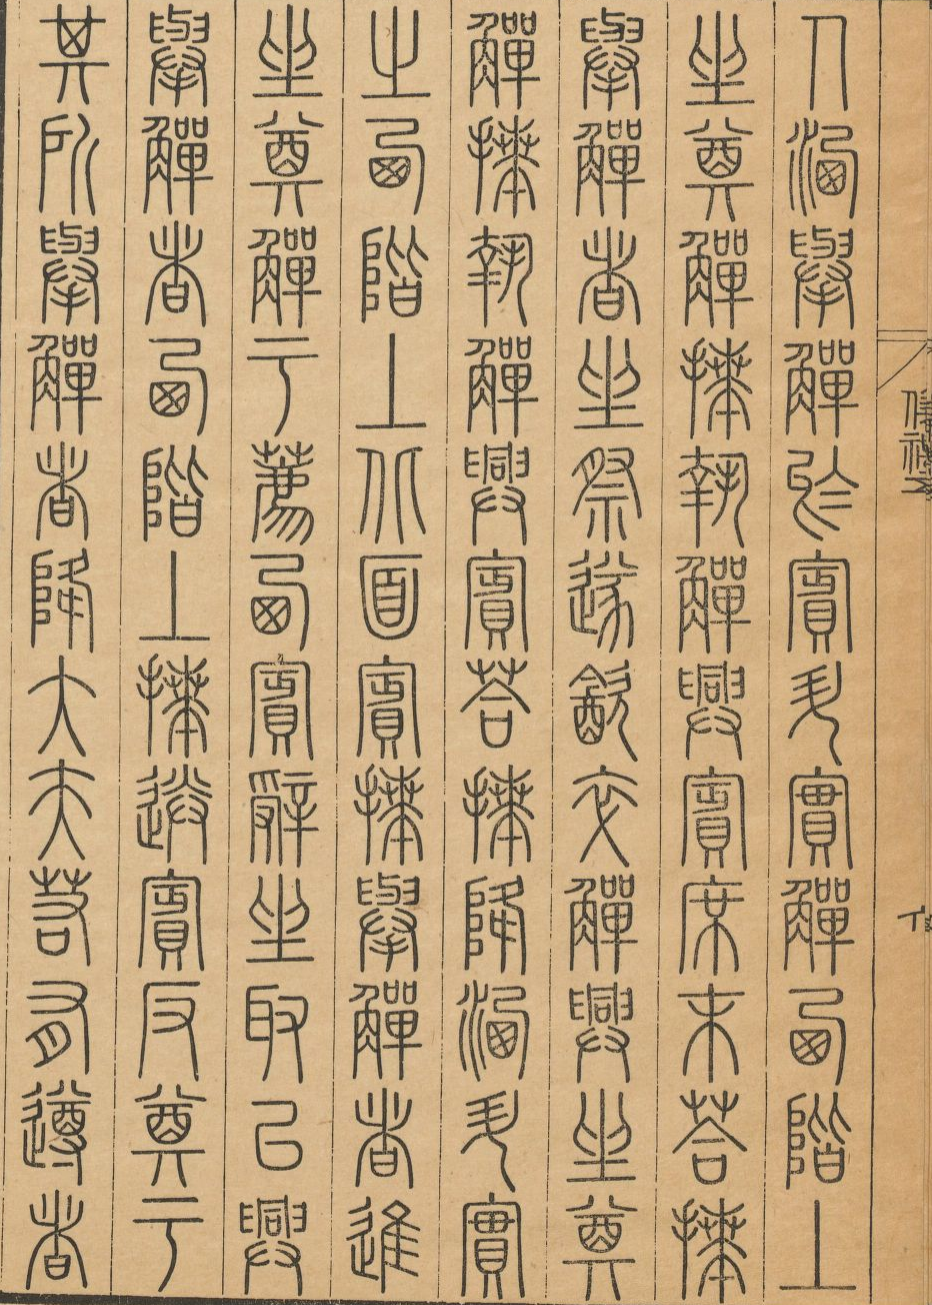 儀禮
人洗舉觶於賓升實觶西階上
坐奠觶拜執觶興賓席末答拜
舉觶者坐祭遂飲卒觶興坐奠
觶拜執觶興賓答拜降洗升實
之西階上北面賓拜舉觶者進
坐奠觶于薦西賓辭坐取以興
舉觶者西階上拜送賓反奠于
其所舉觶者降大夫若有遵者